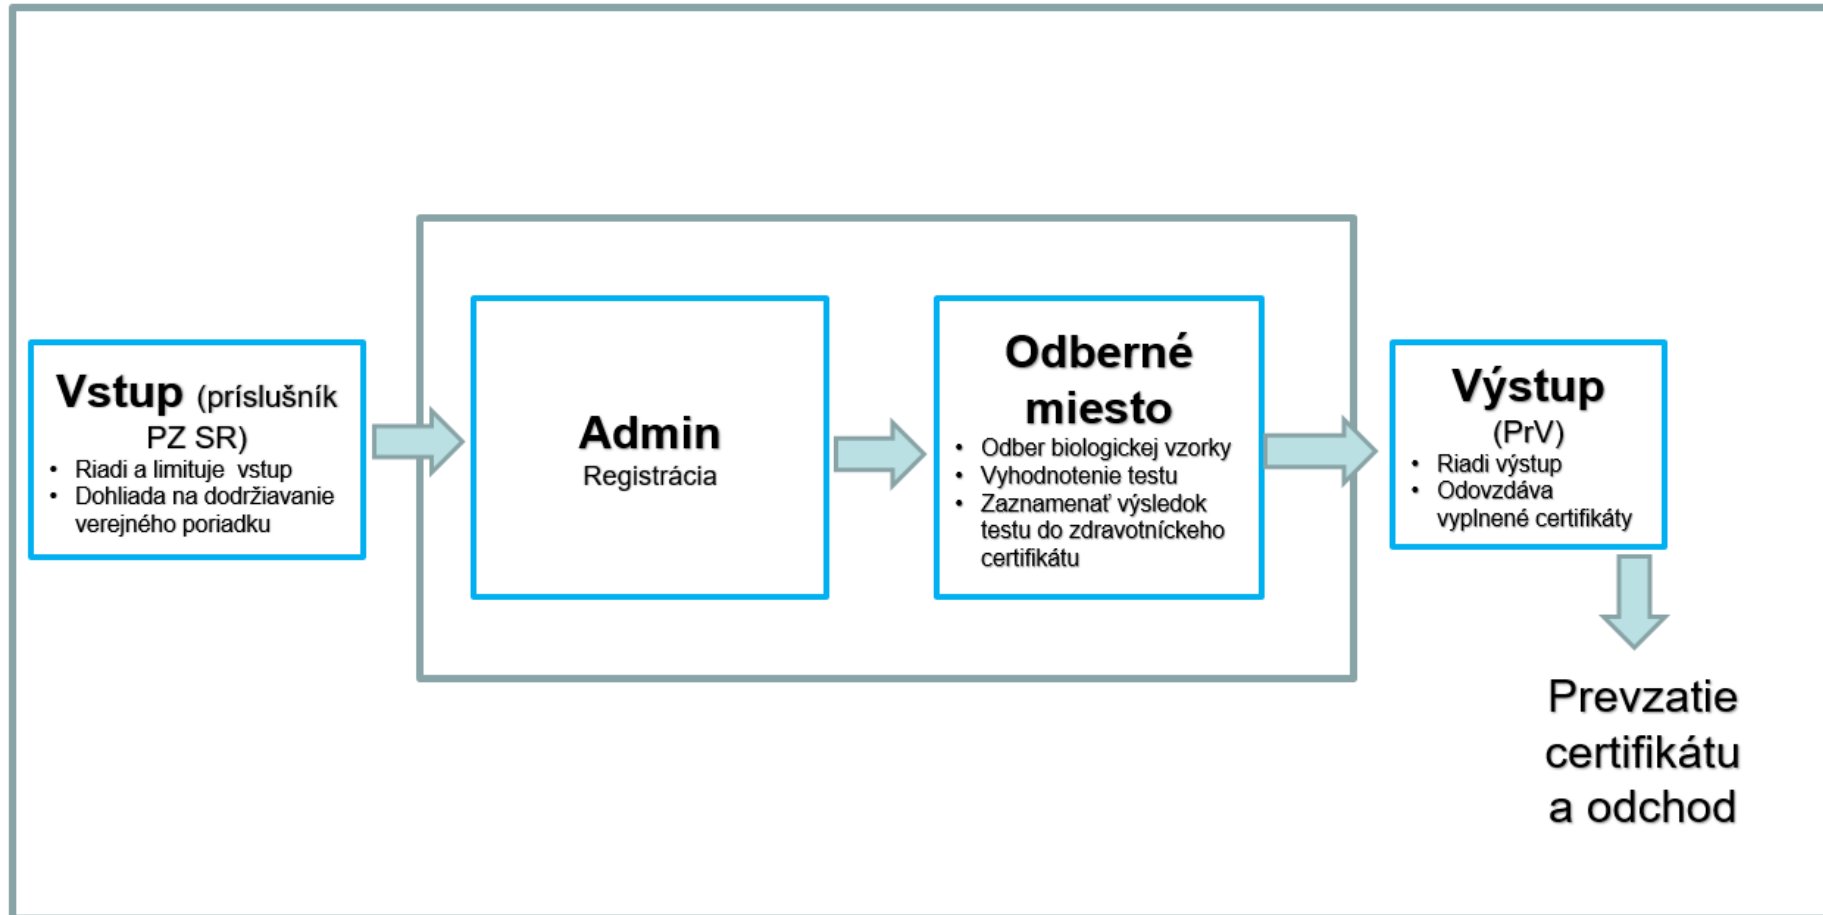 Vstup (príslušník
PZ SR)
• Riadi a limituje vstup
• Dohliada na dodržiavanie
verejného poriadku
Admin
Registrácia
Odberné
miesto
• Odber biologickej vzorky
• Vyhodnotenie testu
• Zaznamenať výsledok
testu do zdravotníckeho
certifikátu
Výstup
(PrV)
• Riadi výstup
• Odovzdáva
vyplnené certifikáty
Prevzatie
certifikátu
a odchod